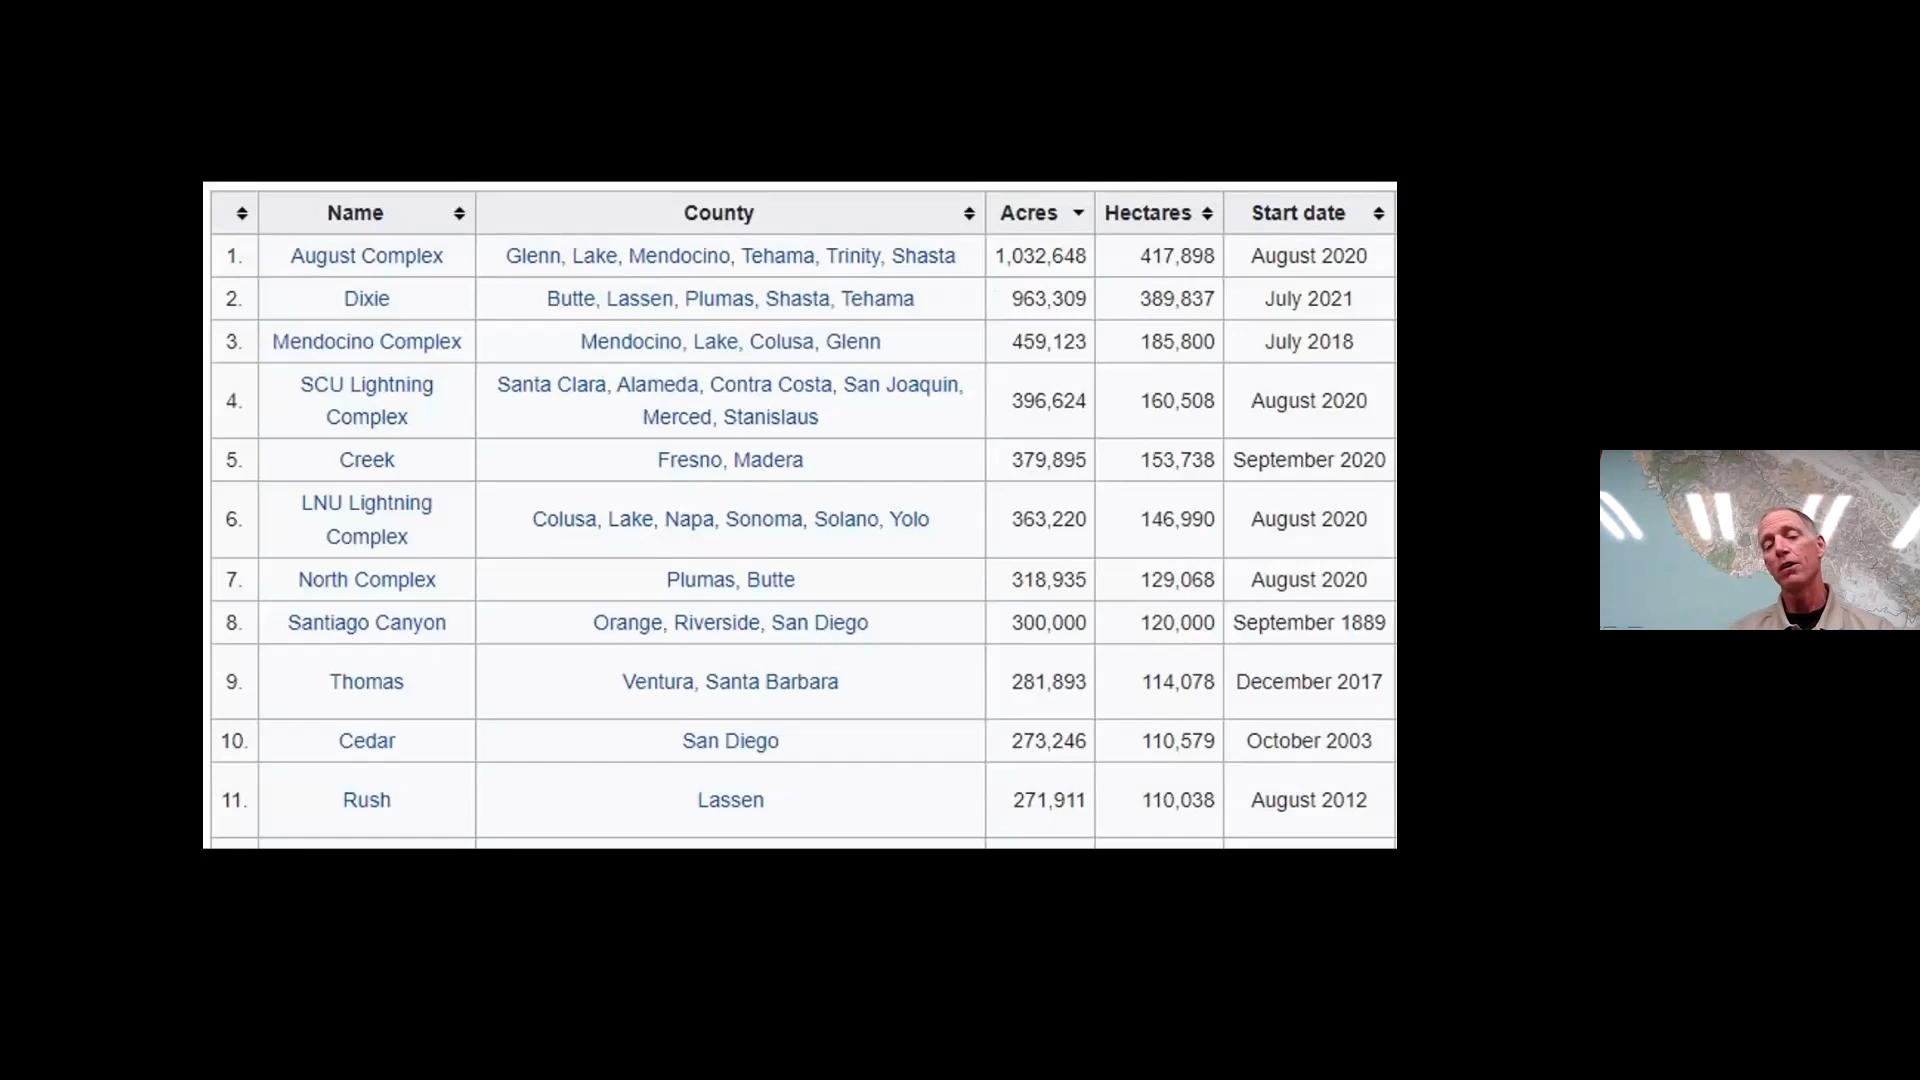 Name County Acres Hectares Start date
1. August Complex Glenn, Lake, Mendocino, Tehama, Trinity, Shasta 1,032,648 417,898 August 2020
2. Dixie Butte, Lassen, Plumas, Shasta, Tehama 963,309 389,837 July 2021
3. Mendocino Complex Mendocino, Lake, Colusa, Glenn 459,123 185,800 July 2018
4. SCU Lightning Complex Santa Clara, Alameda, Contra Costa, San Joaquin, Merced, Stanislaus 396,624 160,508 August 2020
5. Creek Fresno, Madera 379,895 153,738 September 2020
6. LNU Lightning Complex Colusa, Lake, Napa, Sonoma, Solano, Yolo 363,220 146,990 August 2020
7. North Complex Plumas, Butte 318,935 129,068 August 2020
8. Santiago Canyon Orange, Riverside, San Diego 300,000 120,000 September 1889
9. Thomas Ventura, Santa Barbara 281,893 114,078 December 2017
10. Cedar San Diego 273,246 110,579 October 2003
11. Rush Lassen 271,911 110,038 August 2012